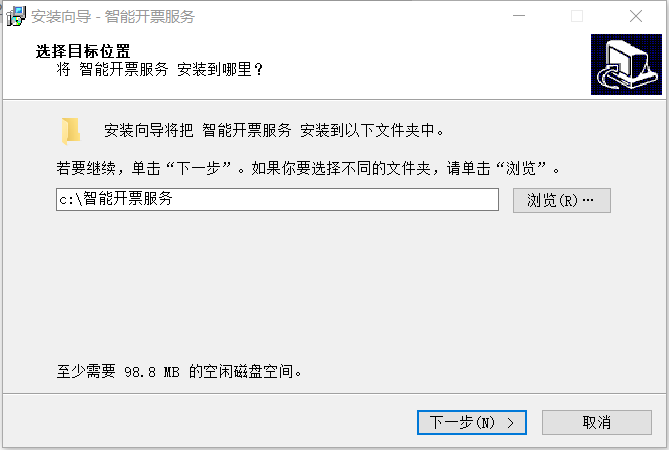 安装向导 - 智能开票服务
选择目标位置
将 智能开票服务 安装到哪里？
安装向导将把 智能开票服务 安装到以下文件夹中。
若要继续，单击“下一步”。如果你要选择不同的文件夹，请单击“浏览”。
c:\智能开票服务
浏览(R)…
至少需要 98.8 MB 的空闲磁盘空间。
下一步(N) >
取消